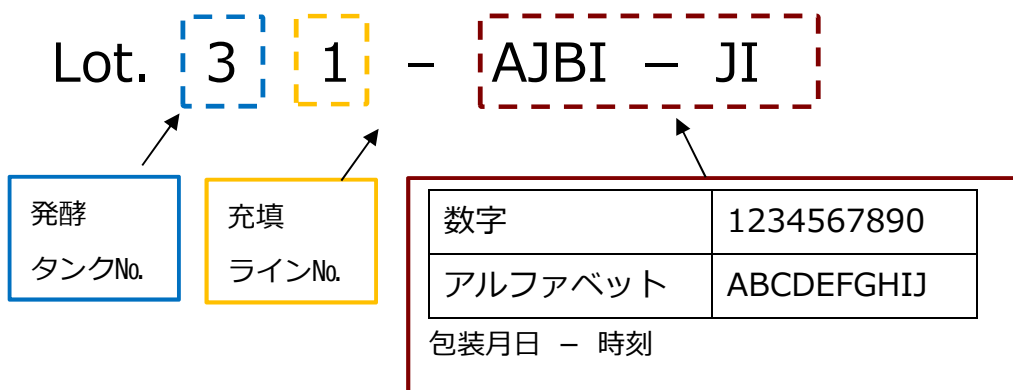 Lot. 3 1 – AJBI – JI
発酵
タンク№
充填
ライン№
数字 1234567890
アルファベット ABCDEFGHIJ
包装月日 – 時刻